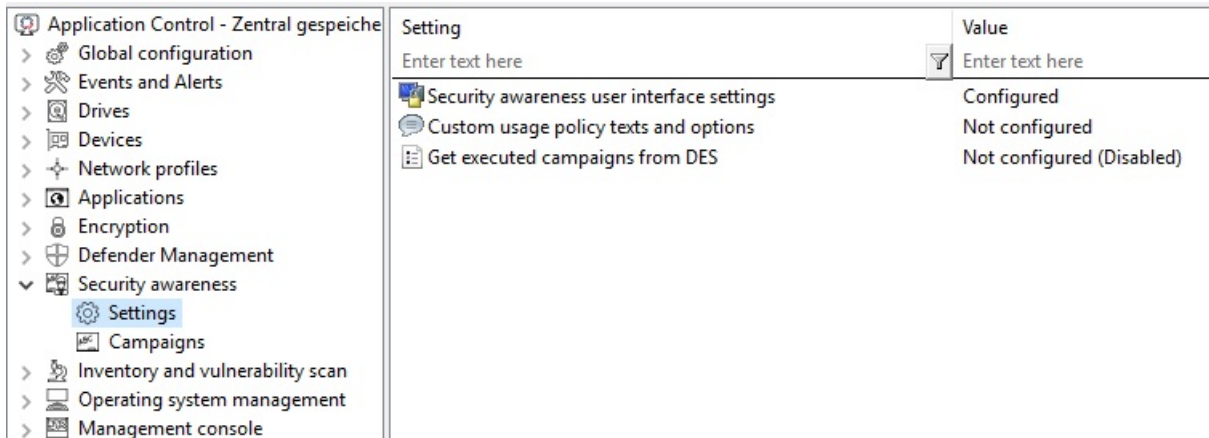 Application Control - Zentral gespeiche
Global configuration
Events and Alerts
Drives
Devices
Network profiles
Applications
Encryption
Defender Management
Security awareness
Settings
Campaigns
Inventory and vulnerability scan
Operating system management
Management console
Setting Value
Enter text here Enter text here
Security awareness user interface settings Configured
Custom usage policy texts and options Not configured
Get executed campaigns from DES Not configured (Disabled)